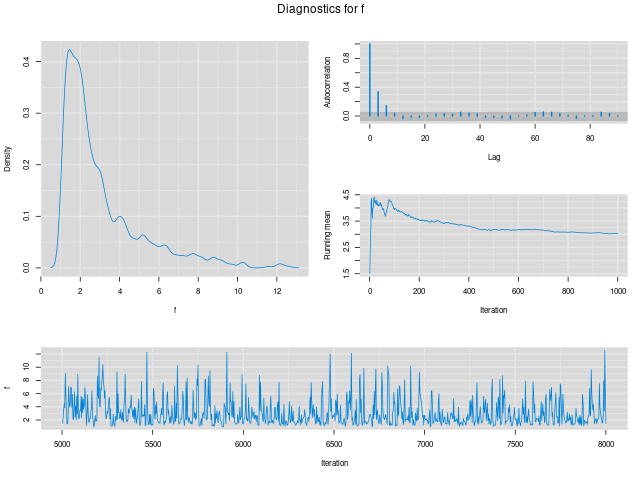 Diagnostics for f
Density
0.0 0.1 0.2 0.3 0.4
0 2 4 6 8 10 12
f
Autocorrelation
0.0 0.4 0.8
0 20 40 60 80
Lag
Running mean
1.5 2.5 3.5 4.5
0 200 400 600 800 1000
Iteration
f
2 4 6 8 10
5000 5500 6000 6500 7000 7500 8000
Iteration